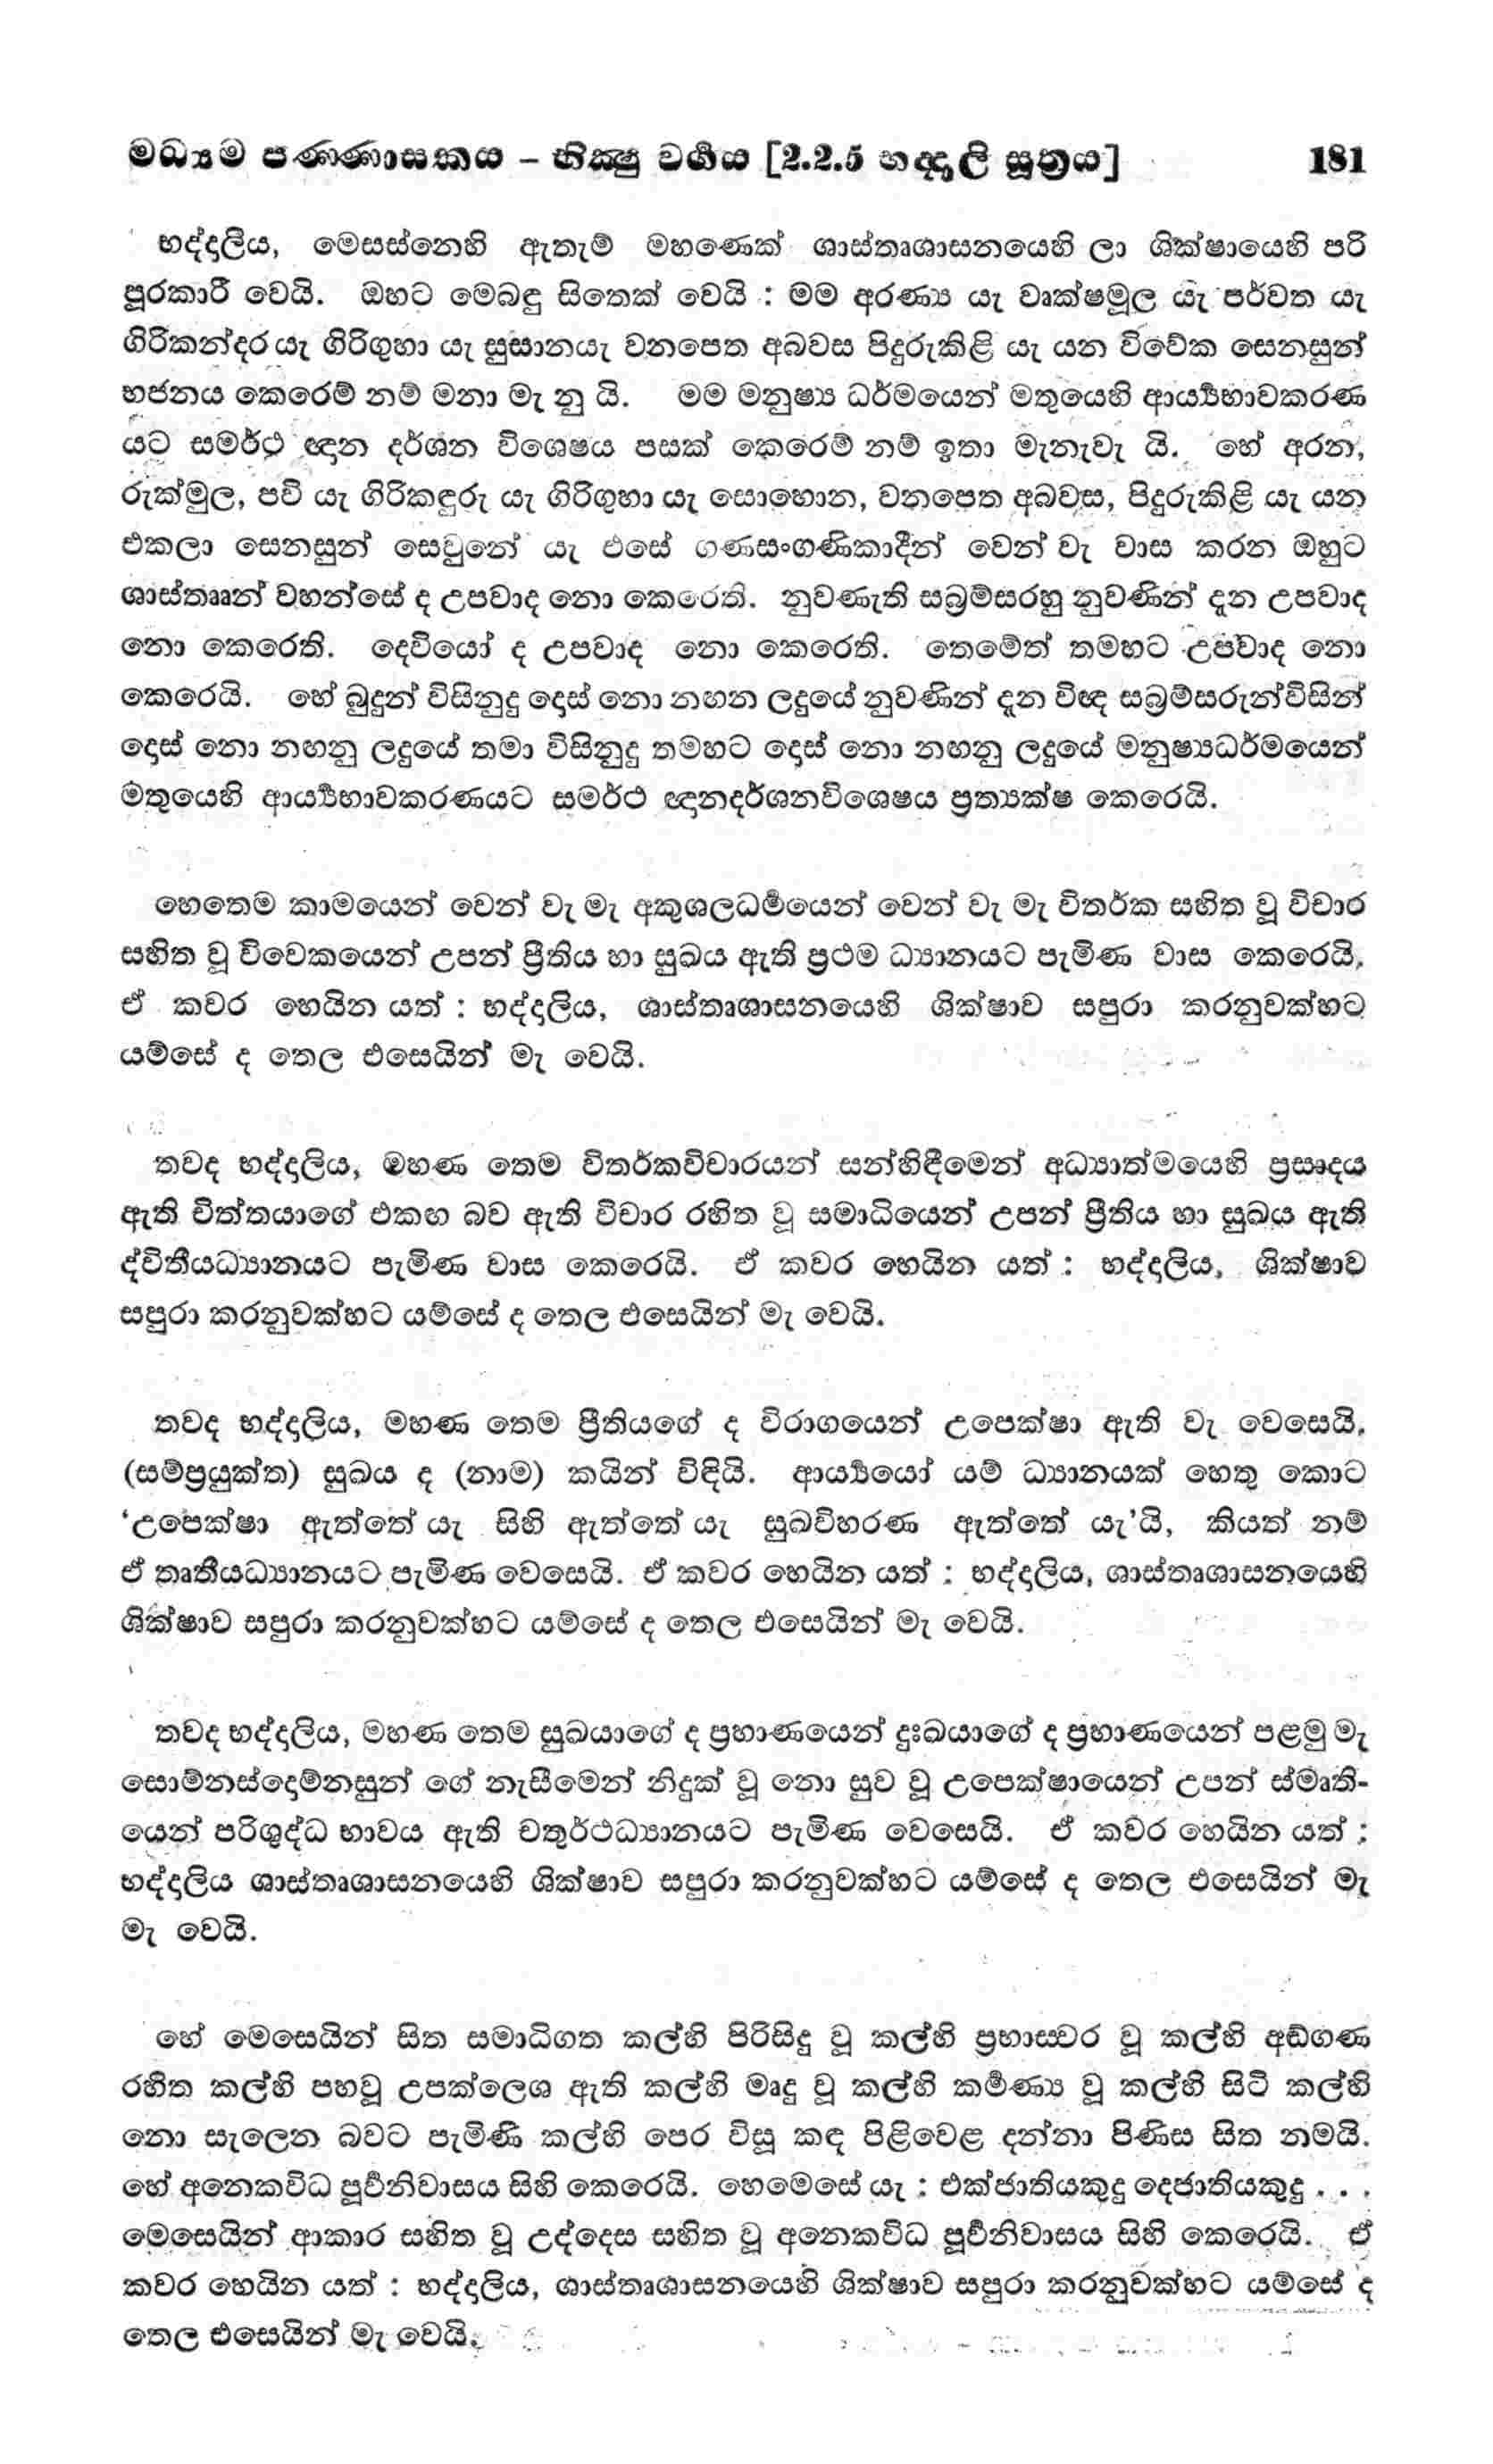 මධ්‍යම පණ්ණාසකය – භික්‍ෂු වර්‍ගය [2.2.5 භද්දාලි සූත්‍රය] 181
භද්දාලිය, මෙසස්නෙහි ඇතැම් මහණෙක් ශාස්තෘශාසනයෙහි ලා ශික්ෂායෙහි පරි
පූරකාරී වෙයි. ඔහට මෙබඳු සිතෙක් වෙයි : මම අරණ්‍ය යැ වෘක්ෂමූල යැ පර්වත යැ
ගිරිකන්දර යැ ගිරිගුහා යැ සුසානයැ වනපෙත අබවස පිදුරුකිළි යැ යන විවේක සෙනසුන්
භජනය කෙරෙම් නම් මනා මැ නු යි. මම මනුෂ්‍ය ධර්මයෙන් මතුයෙහි ආර්‍ය්‍යභාවකරණ
යට සමර්ථ ඥාන දර්ශන විශෙෂය පසක් කෙරෙම් නම් ඉතා මැනැවැ යි. හේ අරන,
රුක්මුල, පව් යැ ගිරිකඳුරු යැ ගිරිගුහා යැ සොහොන, වනපෙත අබවස, පිදුරුකිළි යැ යන
එකලා සෙනසුන් සෙවුනේ යැ එසේ ගණසංගණිකාදීන් වෙන් වැ වාස කරන ඔහුට
ශාස්තෲන් වහන්සේ ද උපවාද නො කෙරෙති. නුවණැති සබ්‍රම්සරහු නුවණින් දැන උපවාද
නො කෙරෙති. දෙවියෝ ද උපවාද නො කෙරෙති. තෙමේත් තමහට උපවාද නො
කෙරෙයි. හේ බුදුන් විසිනුදු දොස් නො නඟන ලදුයේ නුවණින් දැන විඥ සබ්‍රම්සරුන්විසින්
දොස් නො නඟනු ලදුයේ තමා විසිනුදු තමහට දොස් නො නඟනු ලදුයේ මනුෂ්‍යධර්මයෙන්
මතුයෙහි ආර්‍ය්‍යභාවකරණයට සමර්ථ ඥානදර්ශනවිශෙෂය ප්‍රත්‍යක්ෂ කෙරෙයි.
හෙතෙම කාමයෙන් වෙන් වැ මැ අකුශලධර්‍මයෙන් වෙන් වැ මැ විතර්ක සහිත වූ විචාර
සහිත වූ විවෙකයෙන් උපන් ප්‍රීතිය හා සුඛය ඇති ප්‍රථම ධ්‍යානයට පැමිණ වාස කෙරෙයි,
ඒ කවර හෙයින යත් : භද්දාලිය, ශාස්තෘශාසනයෙහි ශික්ෂාව සපුරා කරනුවක්හට
යම්සේ ද තෙල එසෙයින් මැ වෙයි.
තවද භද්දාලිය, මහණ තෙම විතර්කවිචාරයන් සන්හිඳීමෙන් අධ්‍යාත්මයෙහි ප්‍රසාදය
ඇති චිත්තයාගේ එකඟ බව ඇති විචාර රහිත වූ සමාධියෙන් උපන් ප්‍රීතිය හා සුඛය ඇති
ද්විතීයධ්‍යානයට පැමිණ වාස කෙරෙයි. ඒ කවර හෙයින යත් : භද්දාලිය, ශික්ෂාව
සපුරා කරනුවක්හට යම්සේ ද තෙල එසෙයින් මැ වෙයි.
තවද භද්දාලිය, මහණ තෙම ප්‍රීතියගේ ද විරාගයෙන් උපෙක්ෂා ඇති වැ වෙසෙයි,
(සම්ප්‍රයුක්ත) සුඛය ද (නාම) කයින් විඳියි. ආර්‍ය්‍යයෝ යම් ධ්‍යානයක් හෙතු කොට
‘උපෙක්ෂා ඇත්තේ යැ සිහි ඇත්තේ යැ සුඛවිහරණ ඇත්තේ යැ’යි, කියත් නම්
ඒ තෘතීයධ්‍යානයට පැමිණ වෙසෙයි. ඒ කවර හෙයින යත් : භද්දාලිය, ශාස්තෘශාසනයෙහි
ශික්ෂාව සපුරා කරනුවක්හට යම්සේ ද තෙල එසෙයින් මැ වෙයි.
තවද භද්දාලිය, මහණ තෙම සුඛයාගේ ද ප්‍රහාණයෙන් දුඃඛයාගේ ද ප්‍රහාණයෙන් පළමු මැ
සොම්නස්දොම්නසුන් ගේ නැසීමෙන් නිදුක් වූ නො සුව වූ උපෙක්ෂායෙන් උපන් ස්මෘති-
යෙන් පරිශුද්ධ භාවය ඇති චතුර්ථධ්‍යානයට පැමිණ වෙසෙයි. ඒ කවර හෙයින යත් :
භද්දාලිය ශාස්තෘශාසනයෙහි ශික්ෂාව සපුරා කරනුවක්හට යම්සේ ද තෙල එසෙයින් මැ
මැ වෙයි.
හේ මෙසෙයින් සිත සමාධිගත කල්හි පිරිසිදු වූ කල්හි ප්‍රභාස්වර වූ කල්හි අඞ්ගණ
රහිත කල්හි පහවූ උපක්ලෙශ ඇති කල්හි මෘදු වූ කල්හි කර්‍මණ්‍ය වූ කල්හි සිටි කල්හි
නො සැලෙන බවට පැමිණි කල්හි පෙර විසූ කඳ පිළිවෙළ දන්නා පිණිස සිත නමයි.
හේ අනෙකවිධ පූර්‍වනිවාසය සිහි කෙරෙයි. හෙමෙසේ යැ : එක්ජාතියකුදු දෙජාතියකුදු . . .
මෙසෙයින් ආකාර සහිත වූ උද්දෙස සහිත වූ අනෙකවිධ පූර්‍වනිවාසය සිහි කෙරෙයි. ඒ
කවර හෙයින යත් : භද්දාලිය, ශාස්තෘශාසනයෙහි ශික්ෂාව සපුරා කරනුවක්හට යම්සේ ද
තෙල එසෙයින් මැ වෙයි.